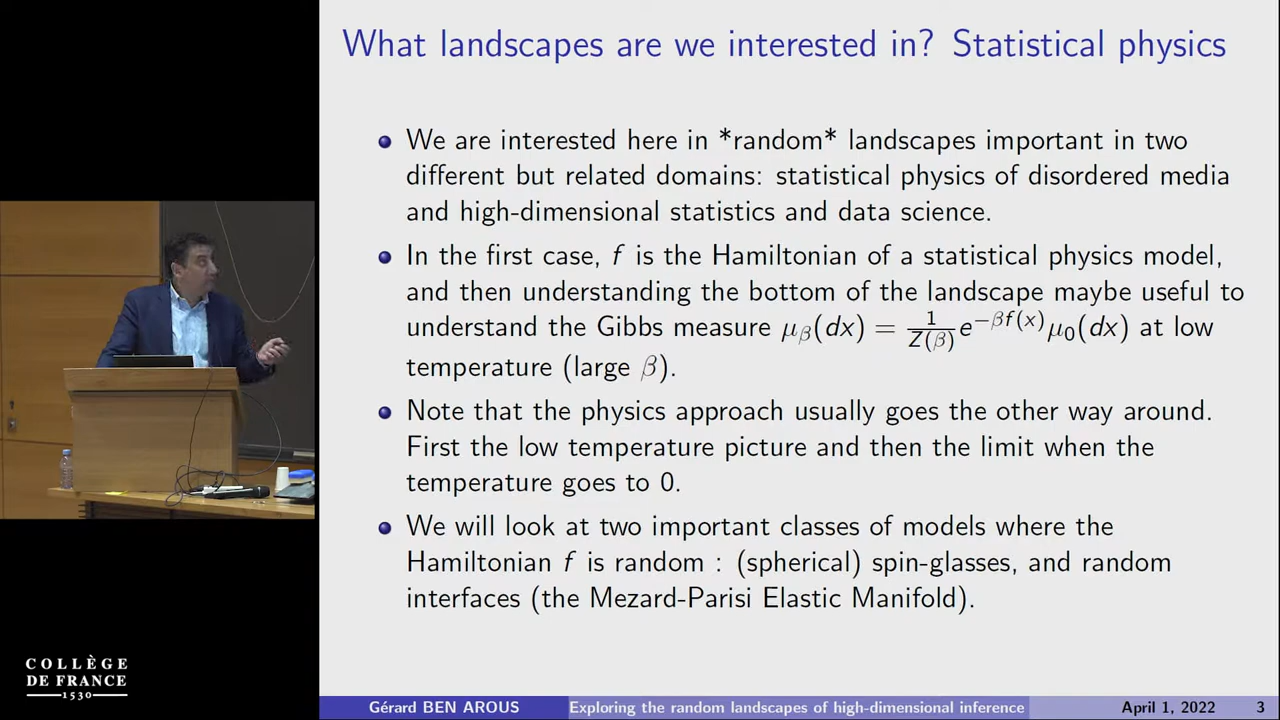 What landscapes are we interested in? Statistical physics
We are interested here in *random* landscapes important in two
different but related domains: statistical physics of disordered media
and high-dimensional statistics and data science.
In the first case, f is the Hamiltonian of a statistical physics model,
and then understanding the bottom of the landscape maybe useful to
understand the Gibbs measure μ_β(dx) = 1/Z(β) e^{−βf(x)} μ_0(dx) at low
temperature (large β).
Note that the physics approach usually goes the other way around.
First the low temperature picture and then the limit when the
temperature goes to 0.
We will look at two important classes of models where the
Hamiltonian f is random : (spherical) spin-glasses, and random
interfaces (the Mezard-Parisi Elastic Manifold).
COLLÈGE
DE FRANCE
1530
Gérard BEN AROUS Exploring the random landscapes of high-dimensional inference April 1, 2022 3